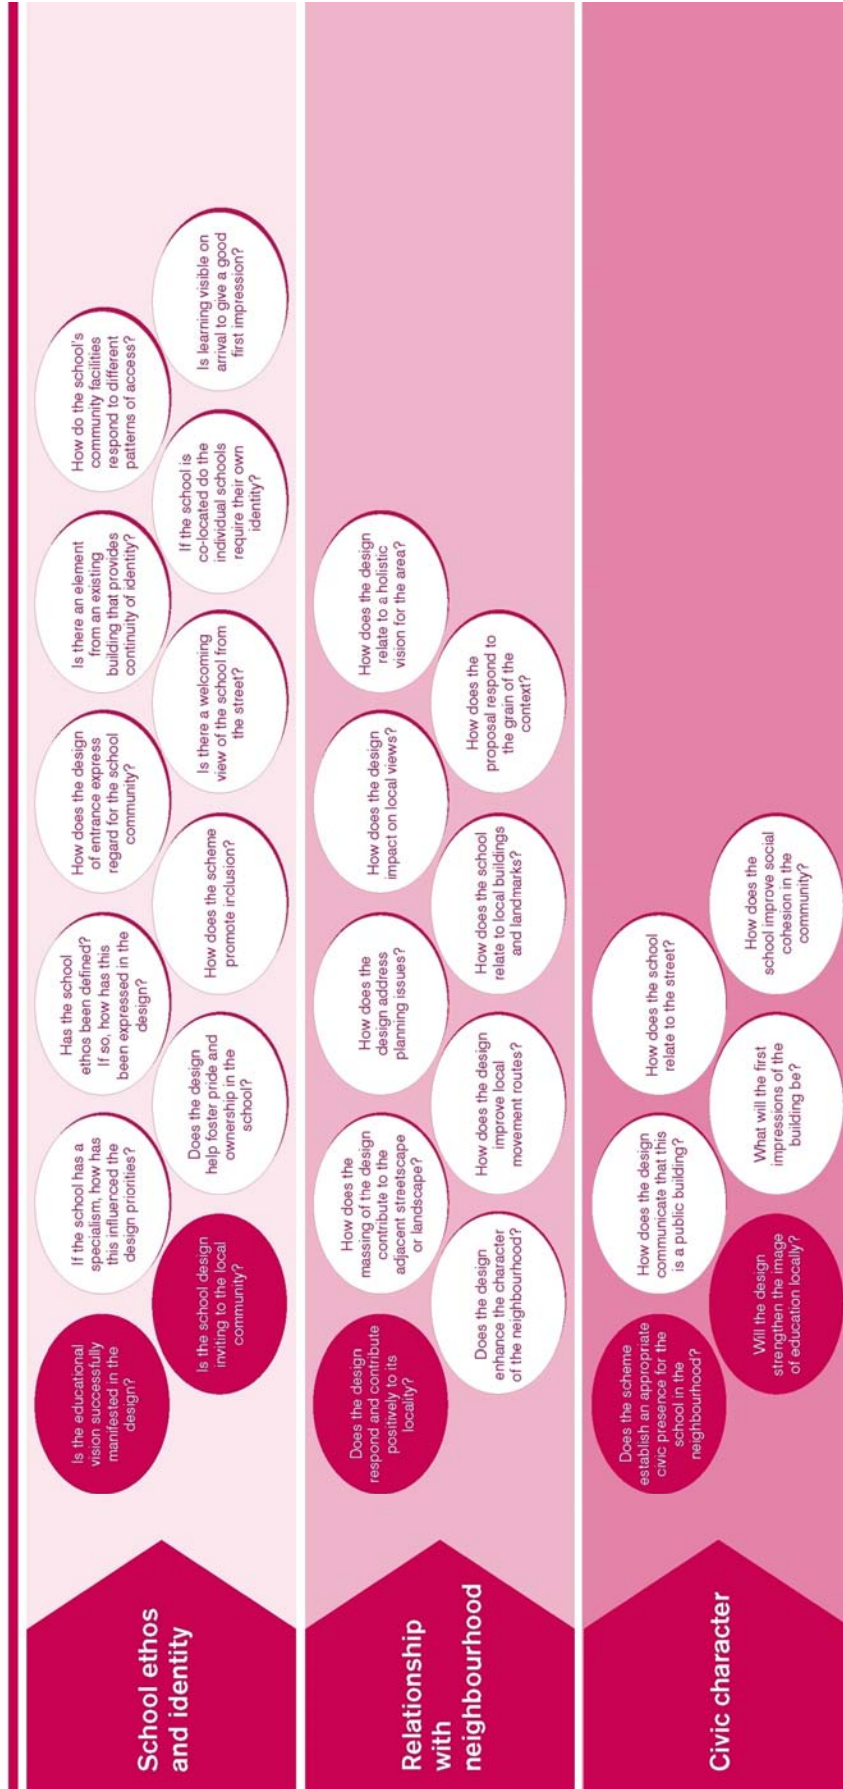 School ethos
and identity
Is the educational
vision successfully
manifested in the
design?
Is the school design
inviting to the local
community?
If the school has a
specialism, how has
this influenced the
design priorities?
Does the design
help foster pride and
ownership in the
school?
Has the school
ethos been defined?
If so, how has this
been expressed in the
design?
How does the scheme
promote inclusion?
How does the design
of entrance express
regard for the school
community?
Is there a welcoming
view of the school from
the street?
Is there an element
from an existing
building that provides
continuity of identity?
If the school is
co-located do the
individual schools
require their own
identity?
How do the school's
community facilities
respond to different
patterns of access?
Is learning visible on
arrival to give a good
first impression?
Relationship
with
neighbourhood
Does the design
respond and contribute
positively to its
locality?
Does the design
enhance the character
of the neighbourhood?
How does the
massing of the design
contribute to the
adjacent streetscape
or landscape?
How does the design
improve local
movement routes?
How does the
design address
planning issues?
How does the school
relate to local buildings
and landmarks?
How does the design
impact on local views?
How does the
proposal respond to
the grain of the
context?
How does the design
relate to a holistic
vision for the area?
Civic character
Does the scheme
establish an appropriate
civic presence for the
school in the
neighbourhood?
Will the design
strengthen the image
of education locally?
How does the design
communicate that this
is a public building?
What will the first
impressions of the
building be?
How does the school
relate to the street?
How does the
school improve social
cohesion in the
community?